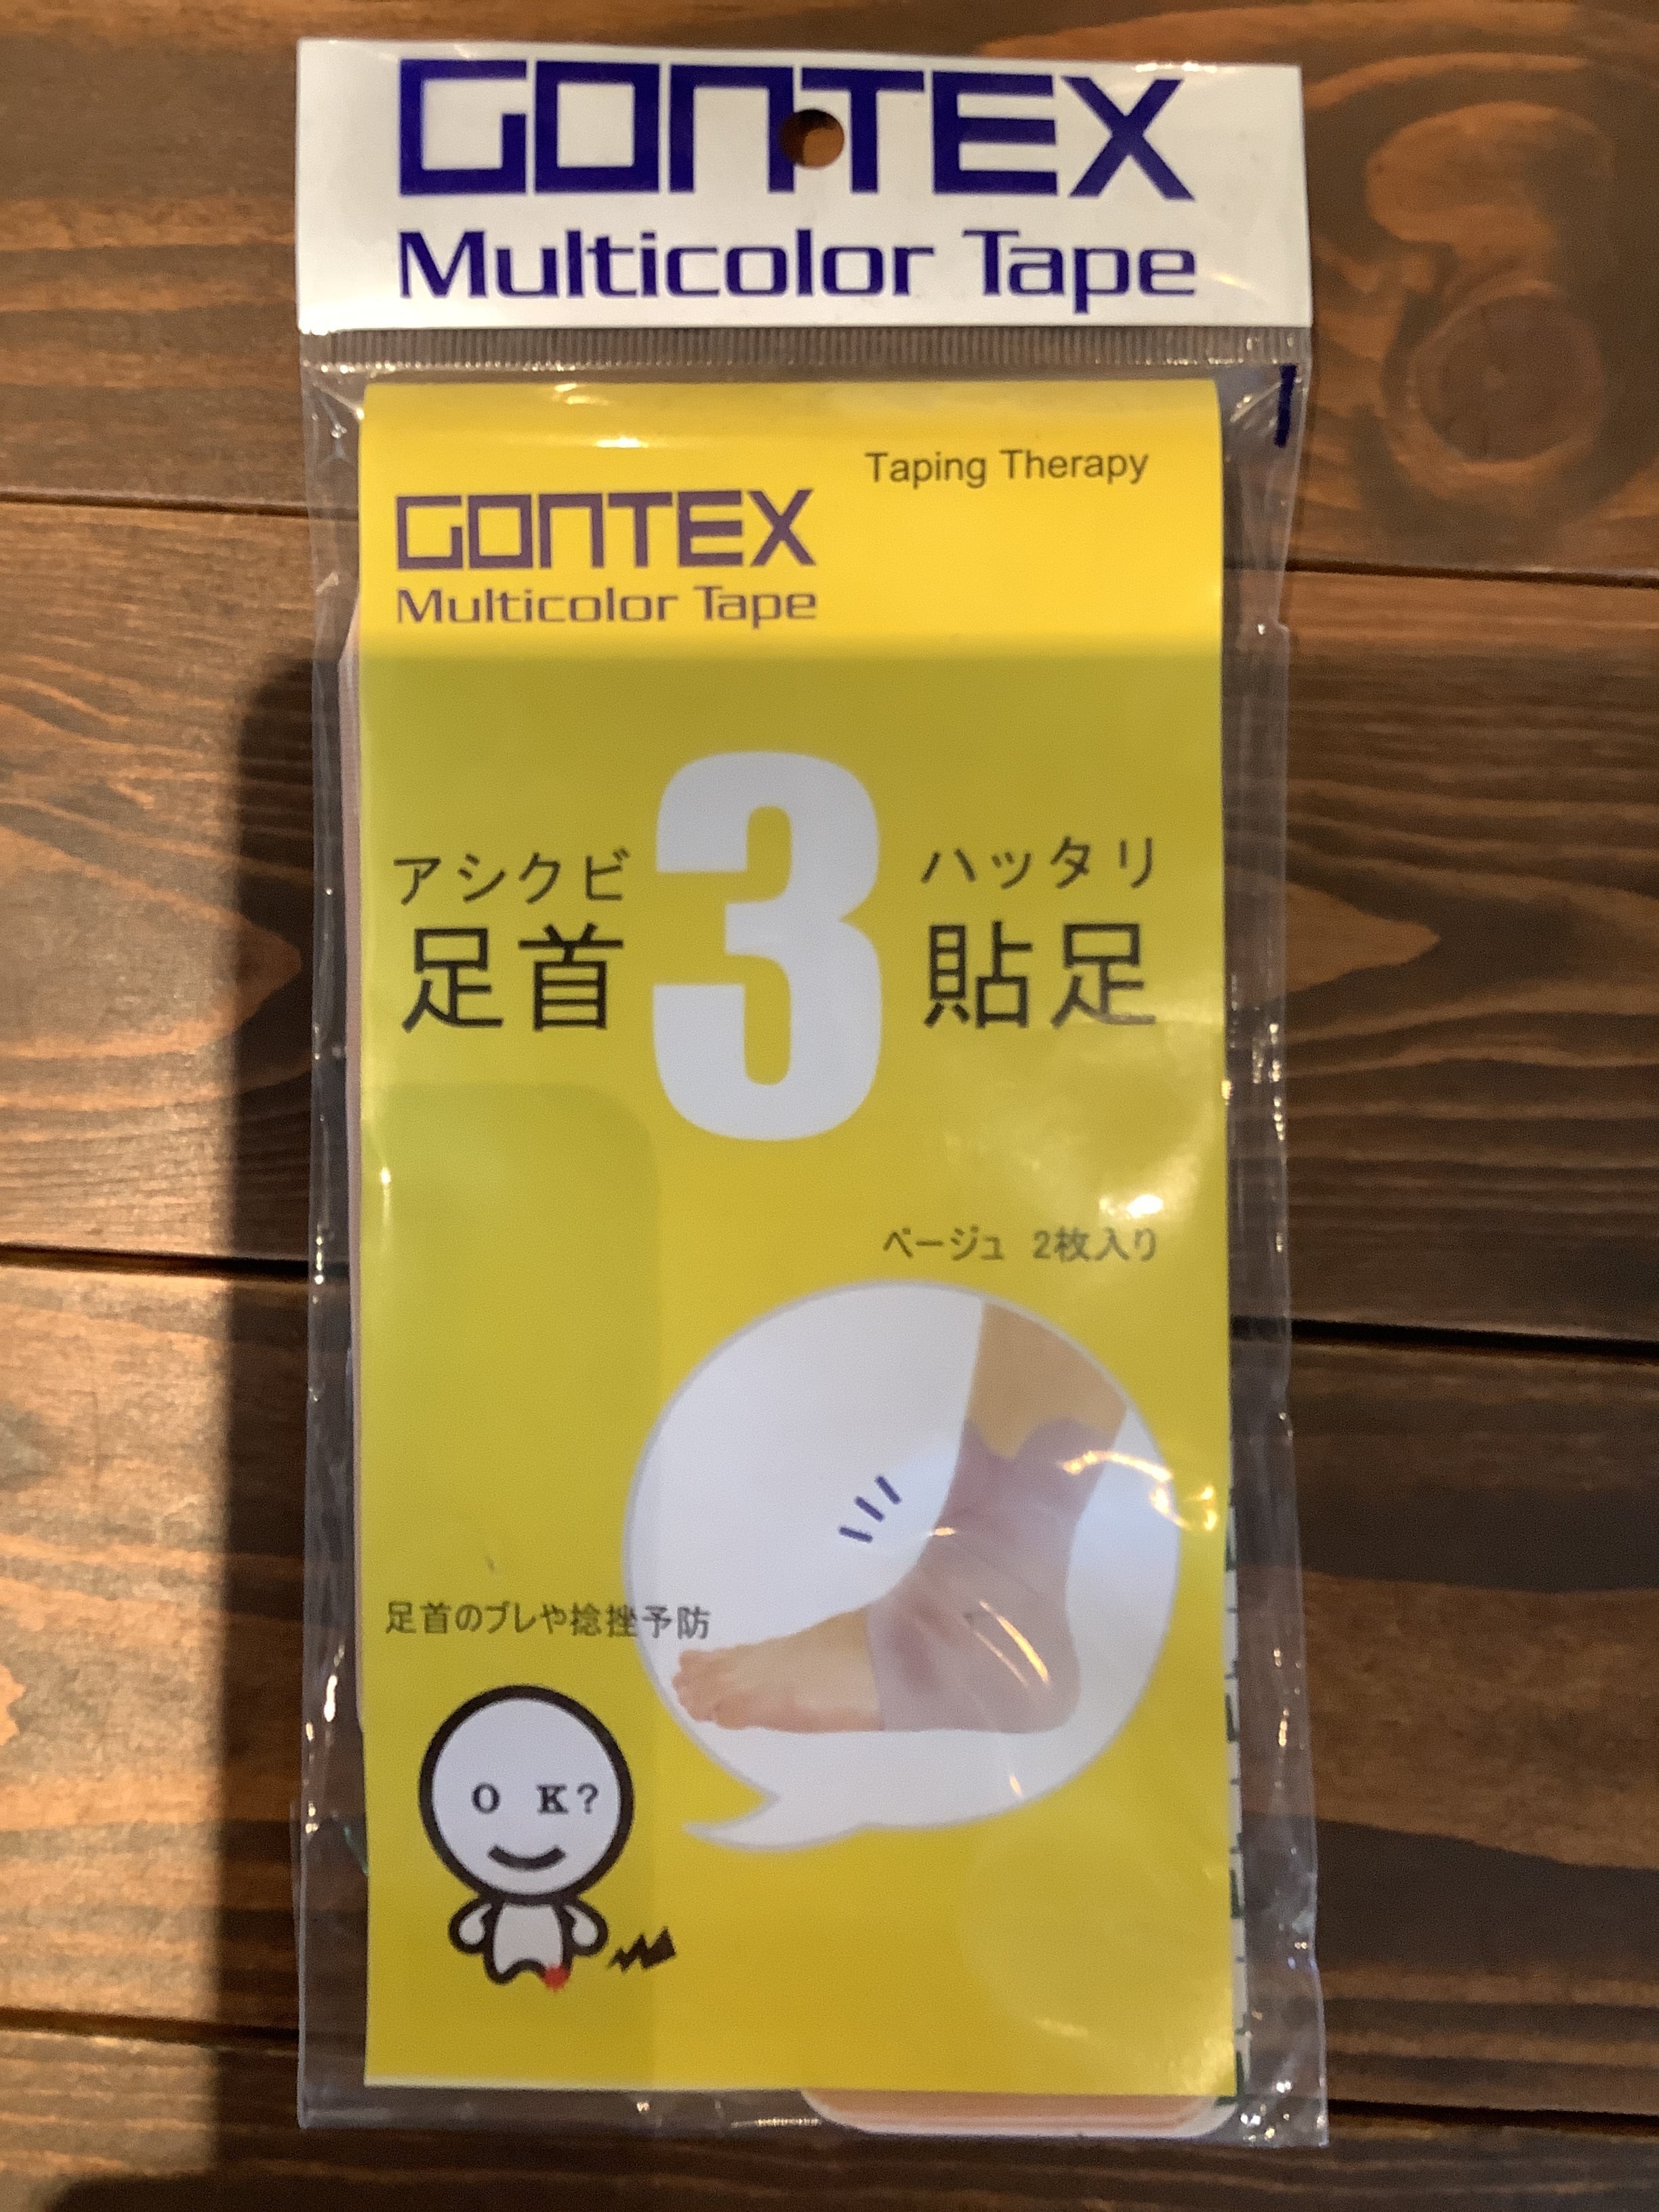 GONTEX
Multicolor Tape
Taping Therapy
GONTEX
Multicolor Tape
アシクビ
足首
3
ハッタリ
貼足
ベージュ 2枚入り
足首のブレや捻挫予防
O K?